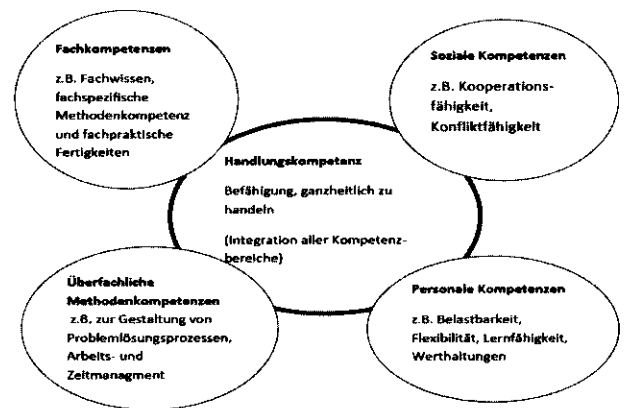 Fachkompetenzen
z.B. Fachwissen,
fachspezifische
Methodenkompetenz
und fachpraktische
Fertigkeiten
Soziale Kompetenzen
z.B. Kooperations-
fähigkeit,
Konfliktfähigkeit
Handlungskompetanz
Befähigung, ganzheitlich zu
handeln
(Integration aller Kompetenz-
bereiche)
Überfachliche
Methodenkompetenzen
z.B. zur Gestaltung von
Problemlösungsprozessen,
Arbeits- und
Zeitmanagment
Personale Kompetenzen
z.B. Belastbarkeit,
Flexibilität, Lernfähigkeit,
Werthaltungen